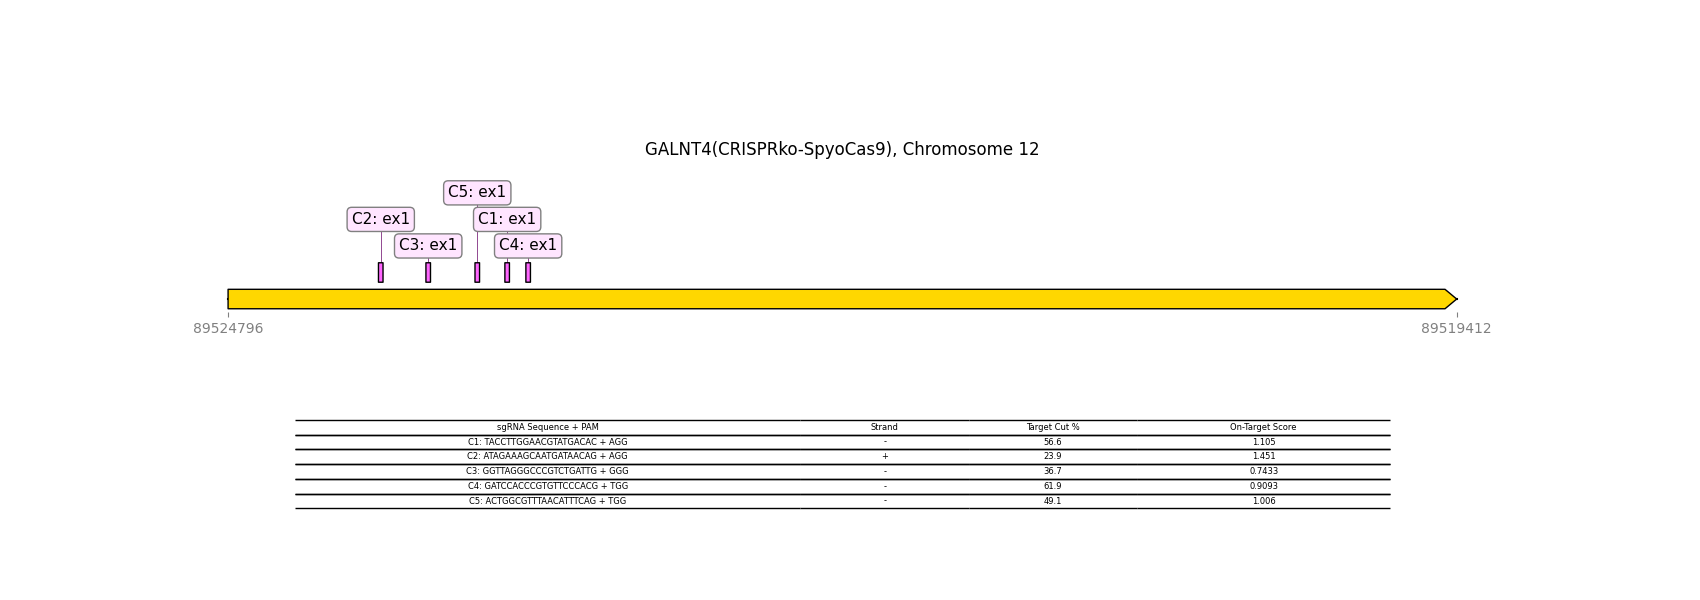 GALNT4(CRISPRko-SpyoCas9), Chromosome 12
C5: ex1
C2: ex1
C1: ex1
C3: ex1
C4: ex1
89524796
89519412
sgRNA Sequence + PAM Strand Target Cut % On-Target Score
C1: TACCTTGGAACGTATGACAC + AGG - 56.6 1.105
C2: ATAGAAAGCAATGATAACAG + AGG + 23.9 1.451
C3: GGTTAGGGCCCGTCTGATTG + GGG - 36.7 0.7433
C4: GATCCACCCGTGTTCCCACG + TGG - 61.9 0.9093
C5: ACTGGCGTTTAACATTTCAG + TGG - 49.1 1.006